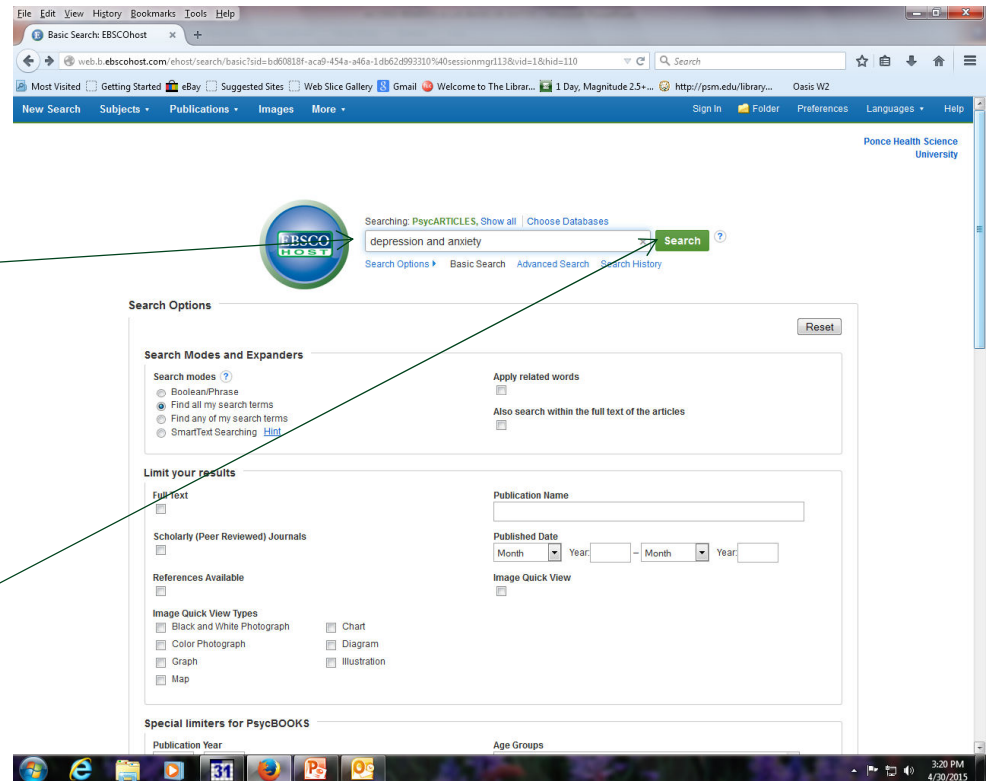 File Edit View History Bookmarks Tools Help
Basic Search: EBSCOhost × +
web.b.ebscohost.com/ehost/search/basic?sid=bd60818f-aca9-454a-a46a-1db62d993310%40sessionmgr113&vid=1&hid=110 Search
Most Visited Getting Started eBay Suggested Sites Web Slice Gallery Gmail Welcome to The Librar... 1 Day, Magnitude 2.5+... http://psm.edu/library... Oasis W2
New Search Subjects Publications Images More Sign In Folder Preferences Languages Help
Ponce Health Science
University
EBSCO
HOST
Searching: PsycARTICLES, Show all | Choose Databases
depression and anxiety × Search ?
Search Options Basic Search Advanced Search Search History
Search Options
Reset
Search Modes and Expanders
Search modes ? Apply related words
Boolean/Phrase
Find all my search terms Also search within the full text of the articles
Find any of my search terms
SmartText Searching Hint
Limit your results
Full Text Publication Name
Scholarly (Peer Reviewed) Journals Published Date
Month Year: – Month Year:
References Available Image Quick View
Image Quick View Types
Black and White Photograph Chart
Color Photograph Diagram
Graph Illustration
Map
Special limiters for PsycBOOKS
Publication Year Age Groups
31
3:20 PM
4/30/2015